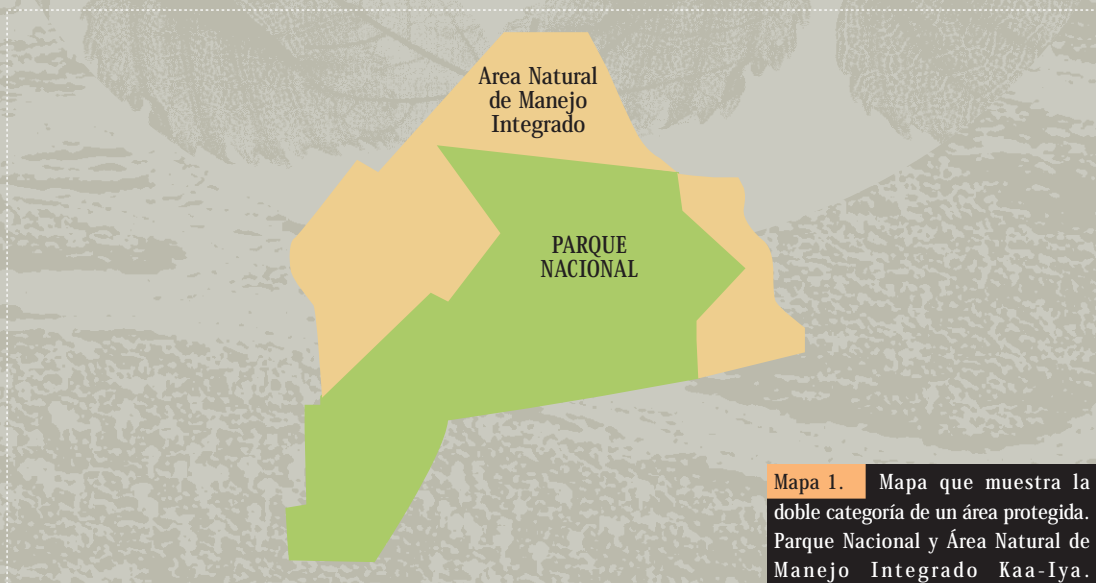 Area Natural
de Manejo
Integrado
PARQUE
NACIONAL
Mapa 1. Mapa que muestra la
doble categoría de un área protegida.
Parque Nacional y Área Natural de
Manejo Integrado Kaa-Iya.